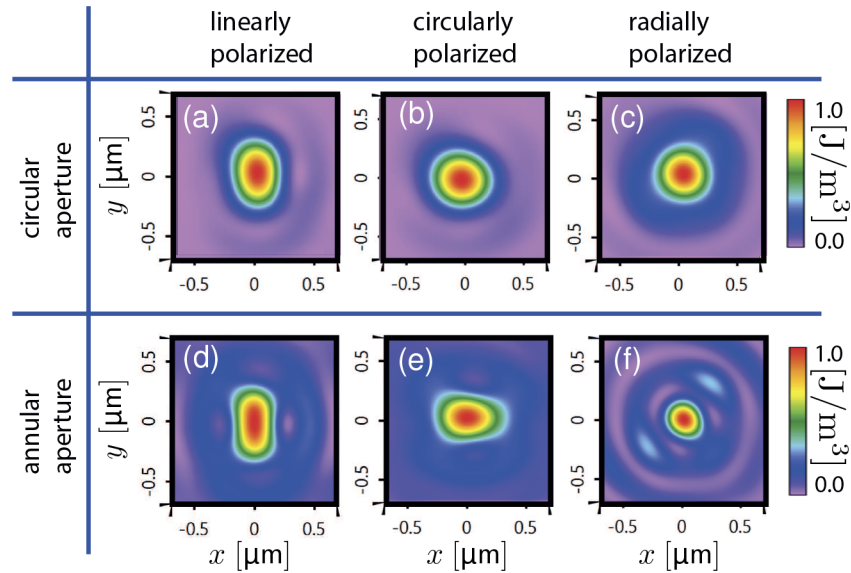 linearly polarized
circularly polarized
radially polarized
circular aperture
(a)
(b)
(c)
y [μm]
0.5
0
-0.5
-0.5 0 0.5
-0.5 0 0.5
-0.5 0 0.5
1.0
[J/m³]
0.0
annular aperture
(d)
(e)
(f)
y [μm]
0.5
0
-0.5
-0.5 0 0.5
-0.5 0 0.5
-0.5 0 0.5
x [μm]
x [μm]
x [μm]
1.0
[J/m³]
0.0